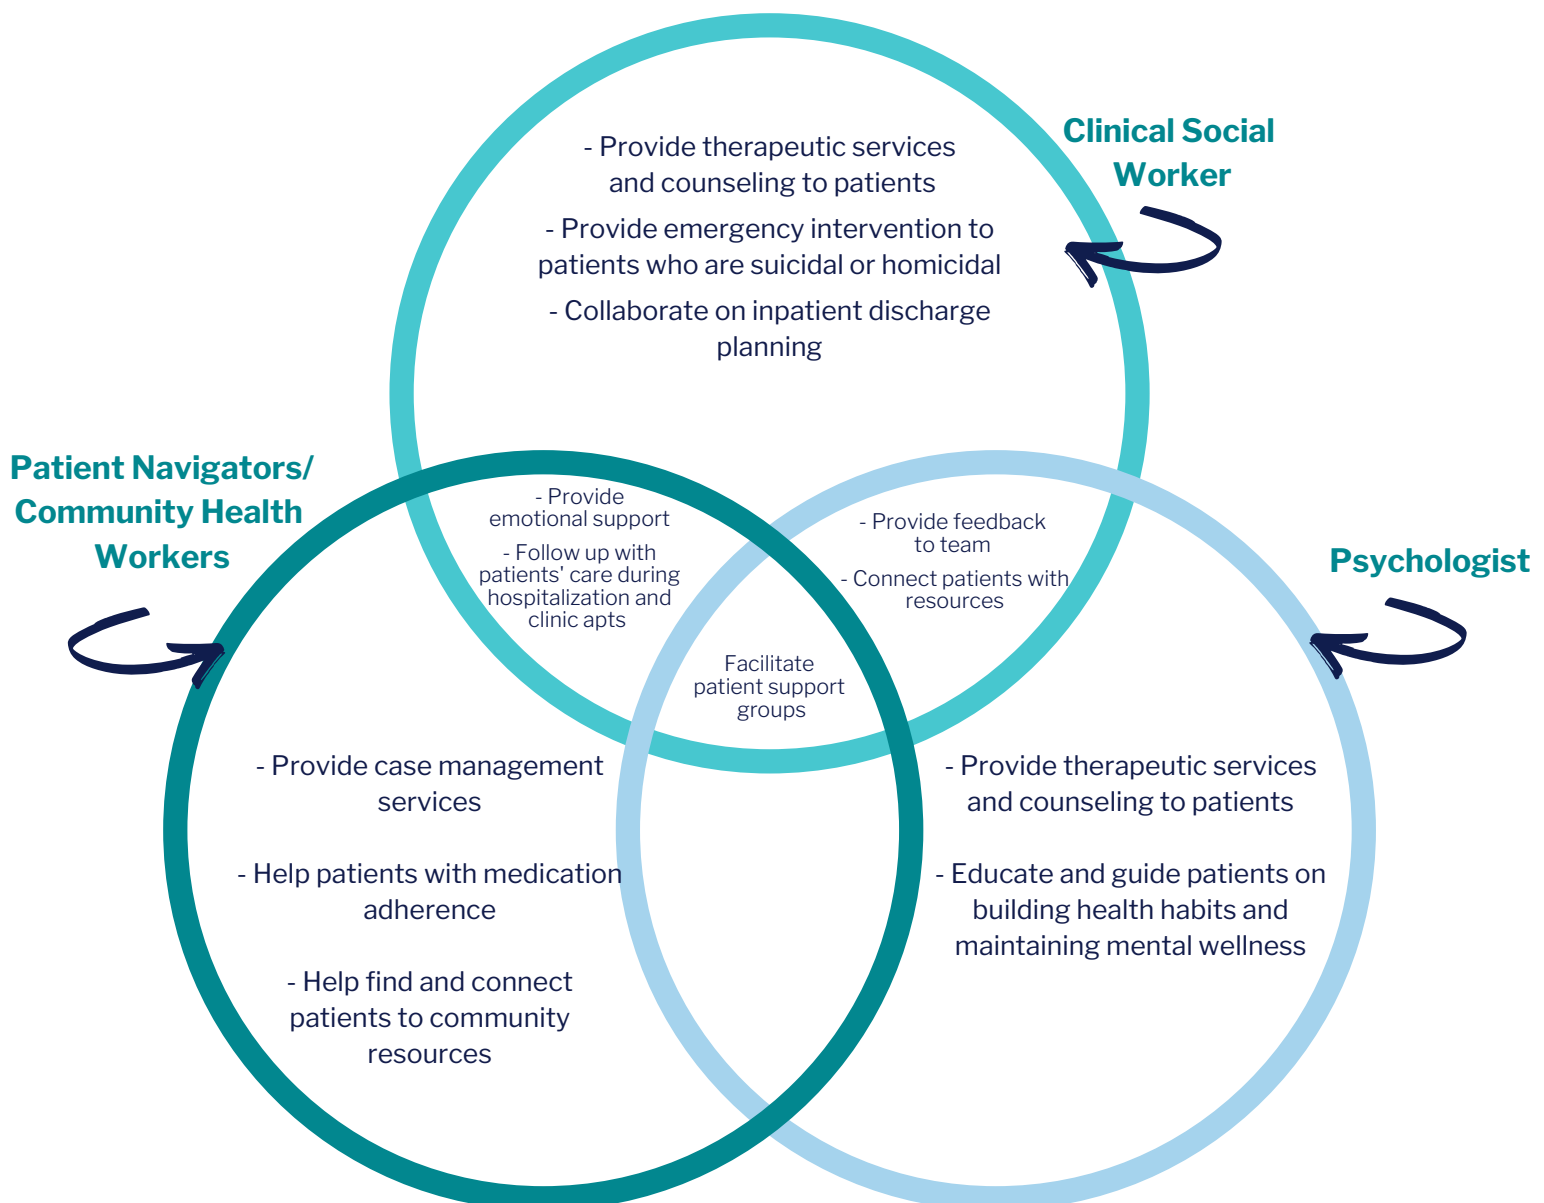 Clinical Social
Worker
- Provide therapeutic services
and counseling to patients
- Provide emergency intervention to
patients who are suicidal or homicidal
- Collaborate on inpatient discharge
planning
Patient Navigators/
Community Health
Workers
- Provide
emotional support
- Follow up with
patients' care during
hospitalization and
clinic apts
- Provide feedback
to team
- Connect patients with
resources
Psychologist
Facilitate
patient support
groups
- Provide case management
services
- Help patients with medication
adherence
- Help find and connect
patients to community
resources
- Provide therapeutic services
and counseling to patients
- Educate and guide patients on
building health habits and
maintaining mental wellness